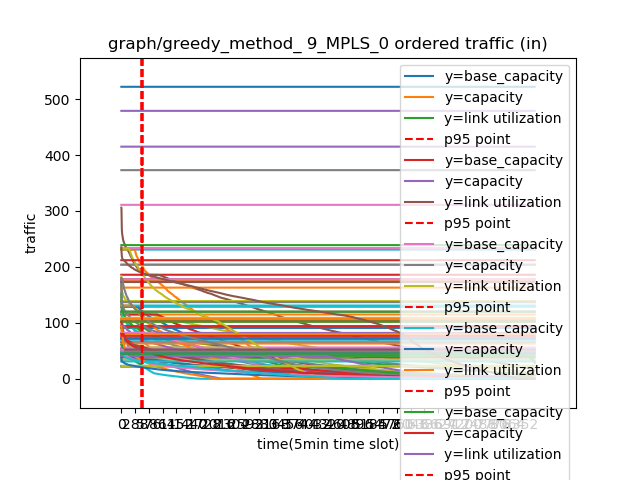 graph/greedy_method_ 9_MPLS_0 ordered traffic (in)
traffic
500
400
300
200
100
0
time(5min time slot)
y=base_capacity
y=capacity
y=link utilization
p95 point
y=base_capacity
y=capacity
y=link utilization
p95 point
y=base_capacity
y=capacity
y=link utilization
p95 point
y=base_capacity
y=capacity
y=link utilization
p95 point
y=base_capacity
y=capacity
y=link utilization
p95 point